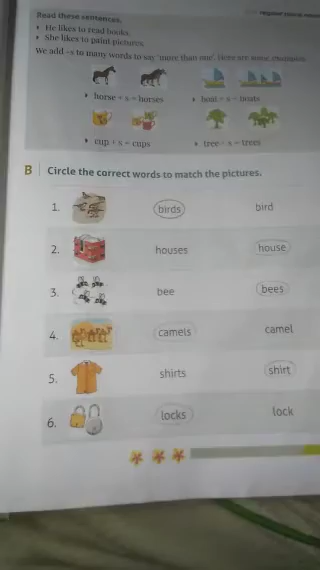 Read these sentences.
He likes to read books.
She likes to paint pictures.
We add -s to many words to say 'more than one'. Here are some examples.
horse + s = horses
boat + s = boats
cup + s = cups
tree + s = trees
B Circle the correct words to match the pictures.
1. birds bird
2. houses house
3. bee bees
4. camels camel
5. shirts shirt
6. locks lock